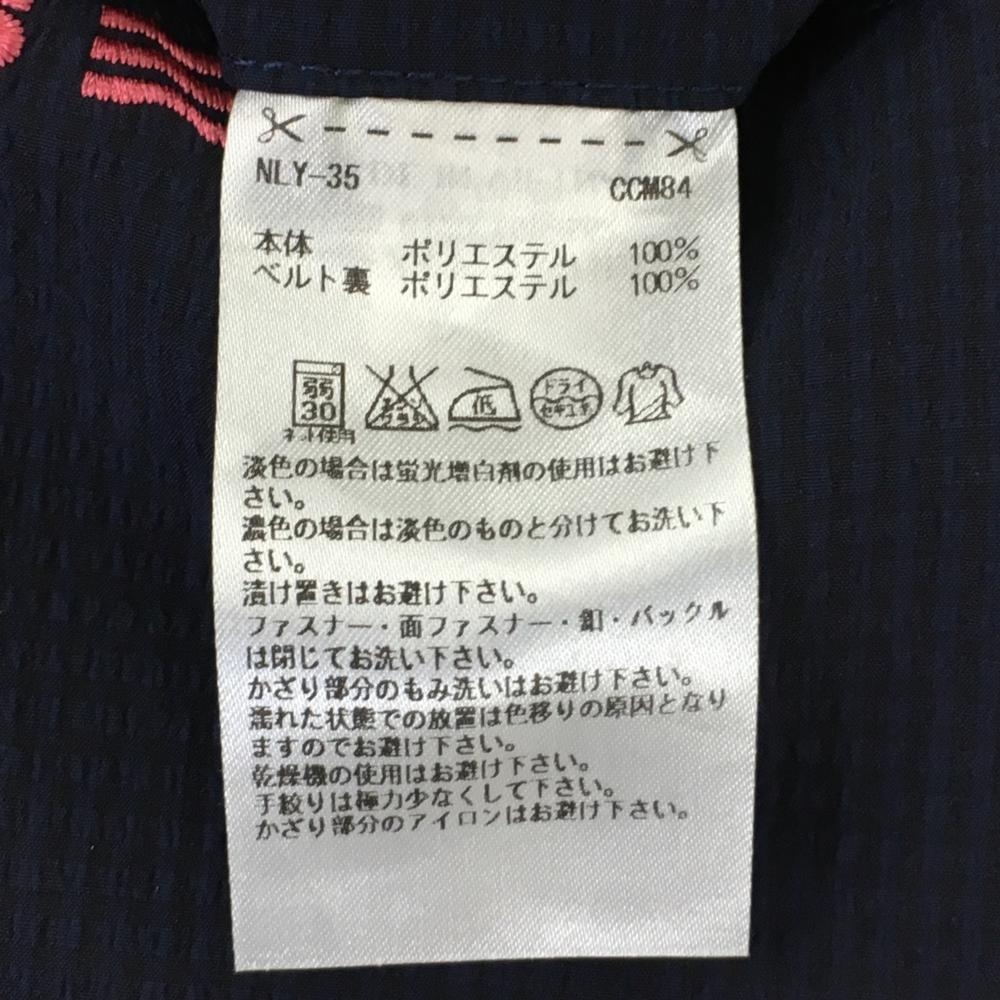 NLY-35 CCM84
本体 ポリエステル 100%
ベルト裏 ポリエステル 100%
弱
30
ネット使用
エンソ
サラシ
低
ドライ
セキユ系
淡色の場合は蛍光増白剤の使用はお避け下
さい。
濃色の場合は淡色のものと分けてお洗い下
さい。
漬け置きはお避け下さい。
ファスナー・面ファスナー・釦・バックル
は閉じてお洗い下さい。
かざり部分のもみ洗いはお避け下さい。
濡れた状態での放置は色移りの原因となり
ますのでお避け下さい。
乾燥機の使用はお避け下さい。
手絞りは極力少なくして下さい。
かざり部分のアイロンはお避け下さい。